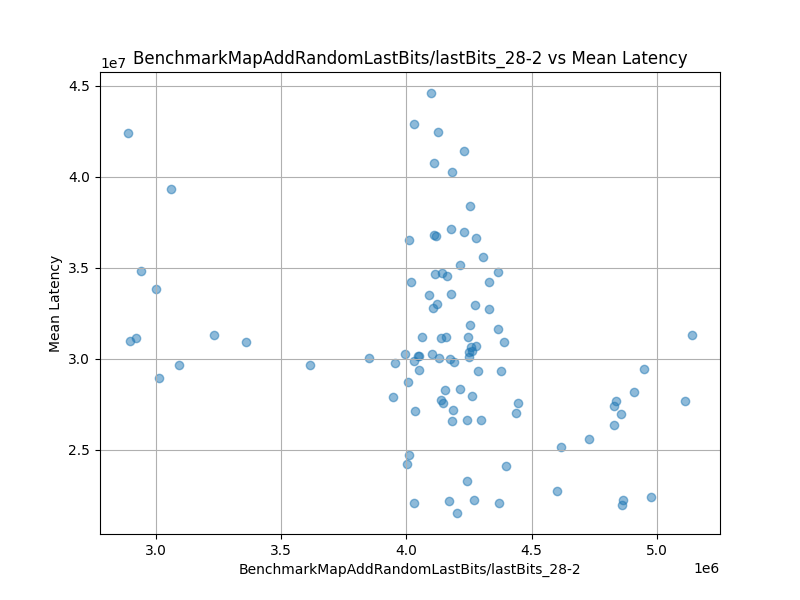 BenchmarkMapAddRandomLastBits/lastBits_28-2 vs Mean Latency
1e7
4.5
4.0
3.5
3.0
2.5
Mean Latency
3.0 3.5 4.0 4.5 5.0
BenchmarkMapAddRandomLastBits/lastBits_28-2
1e6